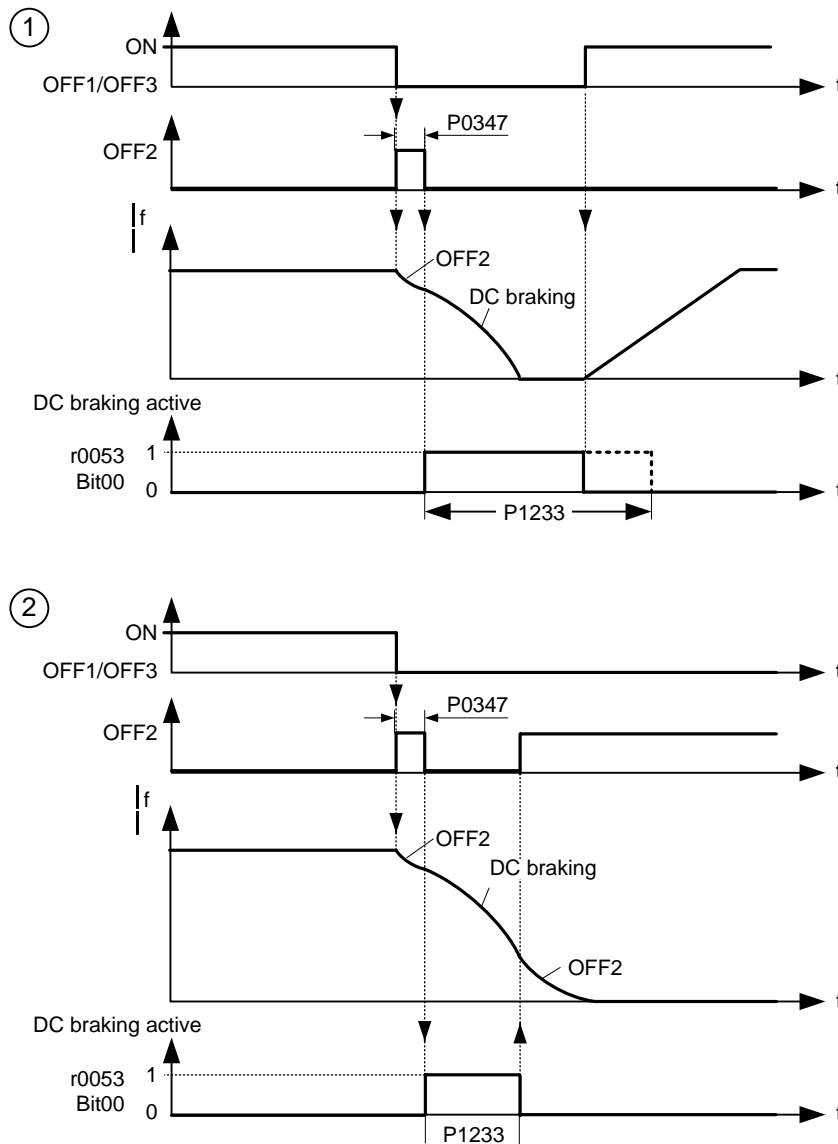 1
ON
OFF1/OFF3
t
P0347
OFF2
t
f
OFF2
DC braking
t
DC braking active
r0053 1
Bit00 0
t
P1233
2
ON
OFF1/OFF3
t
P0347
OFF2
t
f
OFF2
DC braking
OFF2
t
DC braking active
r0053 1
Bit00 0
t
P1233